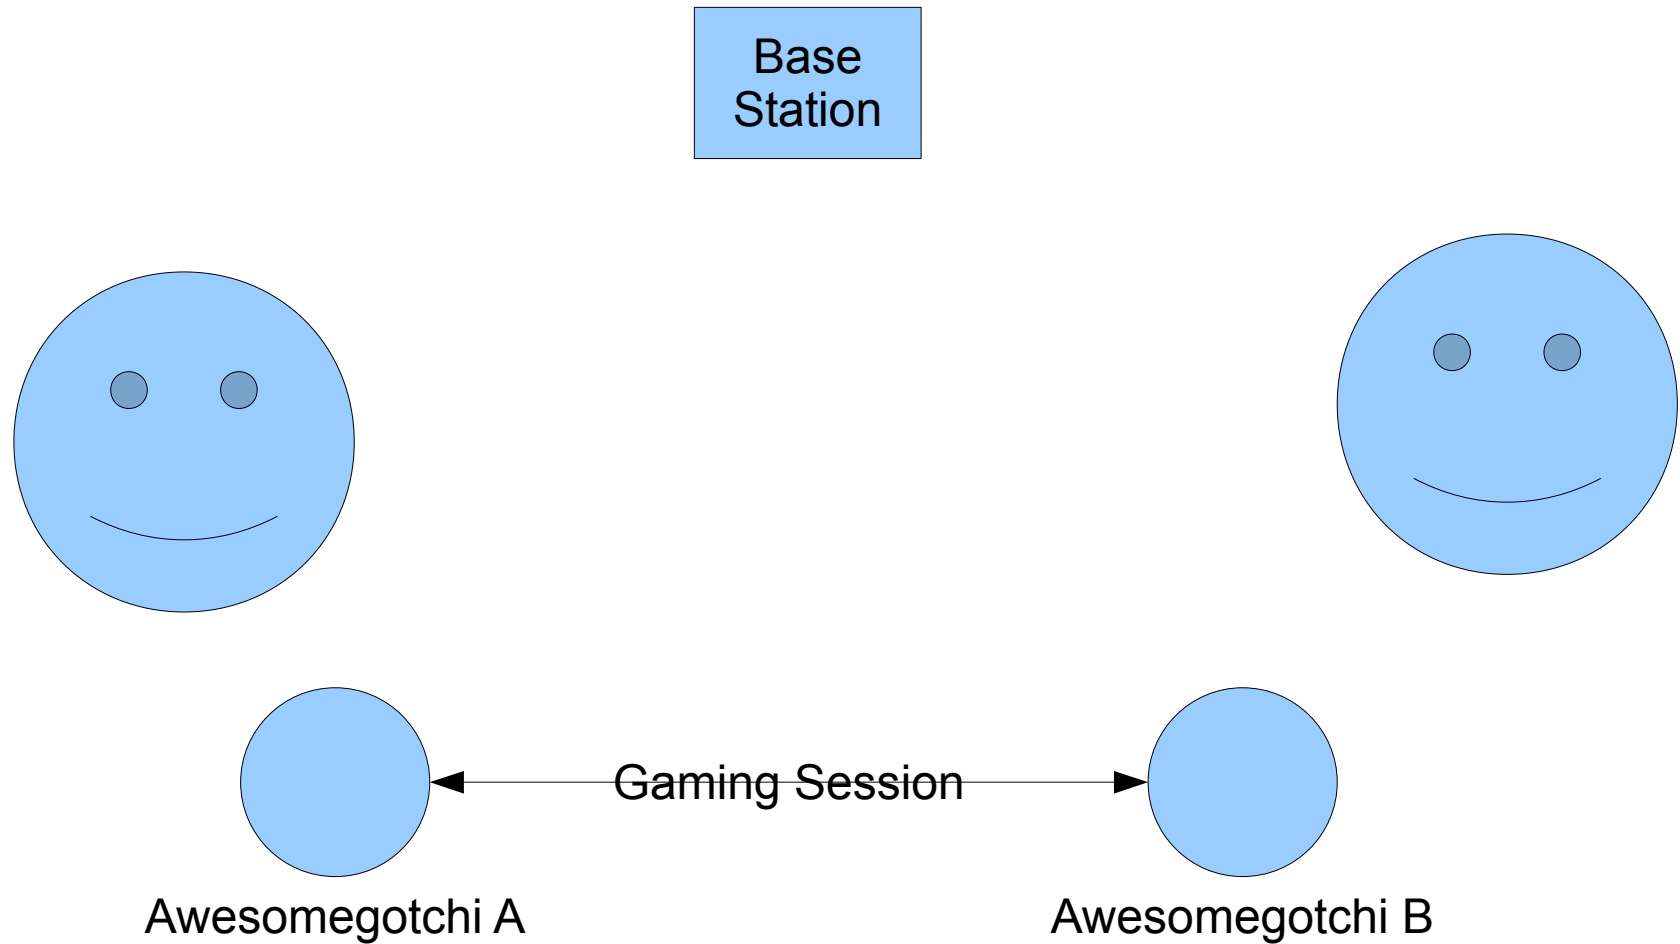 Base
Station
Gaming Session
Awesomegotchi A
Awesomegotchi B